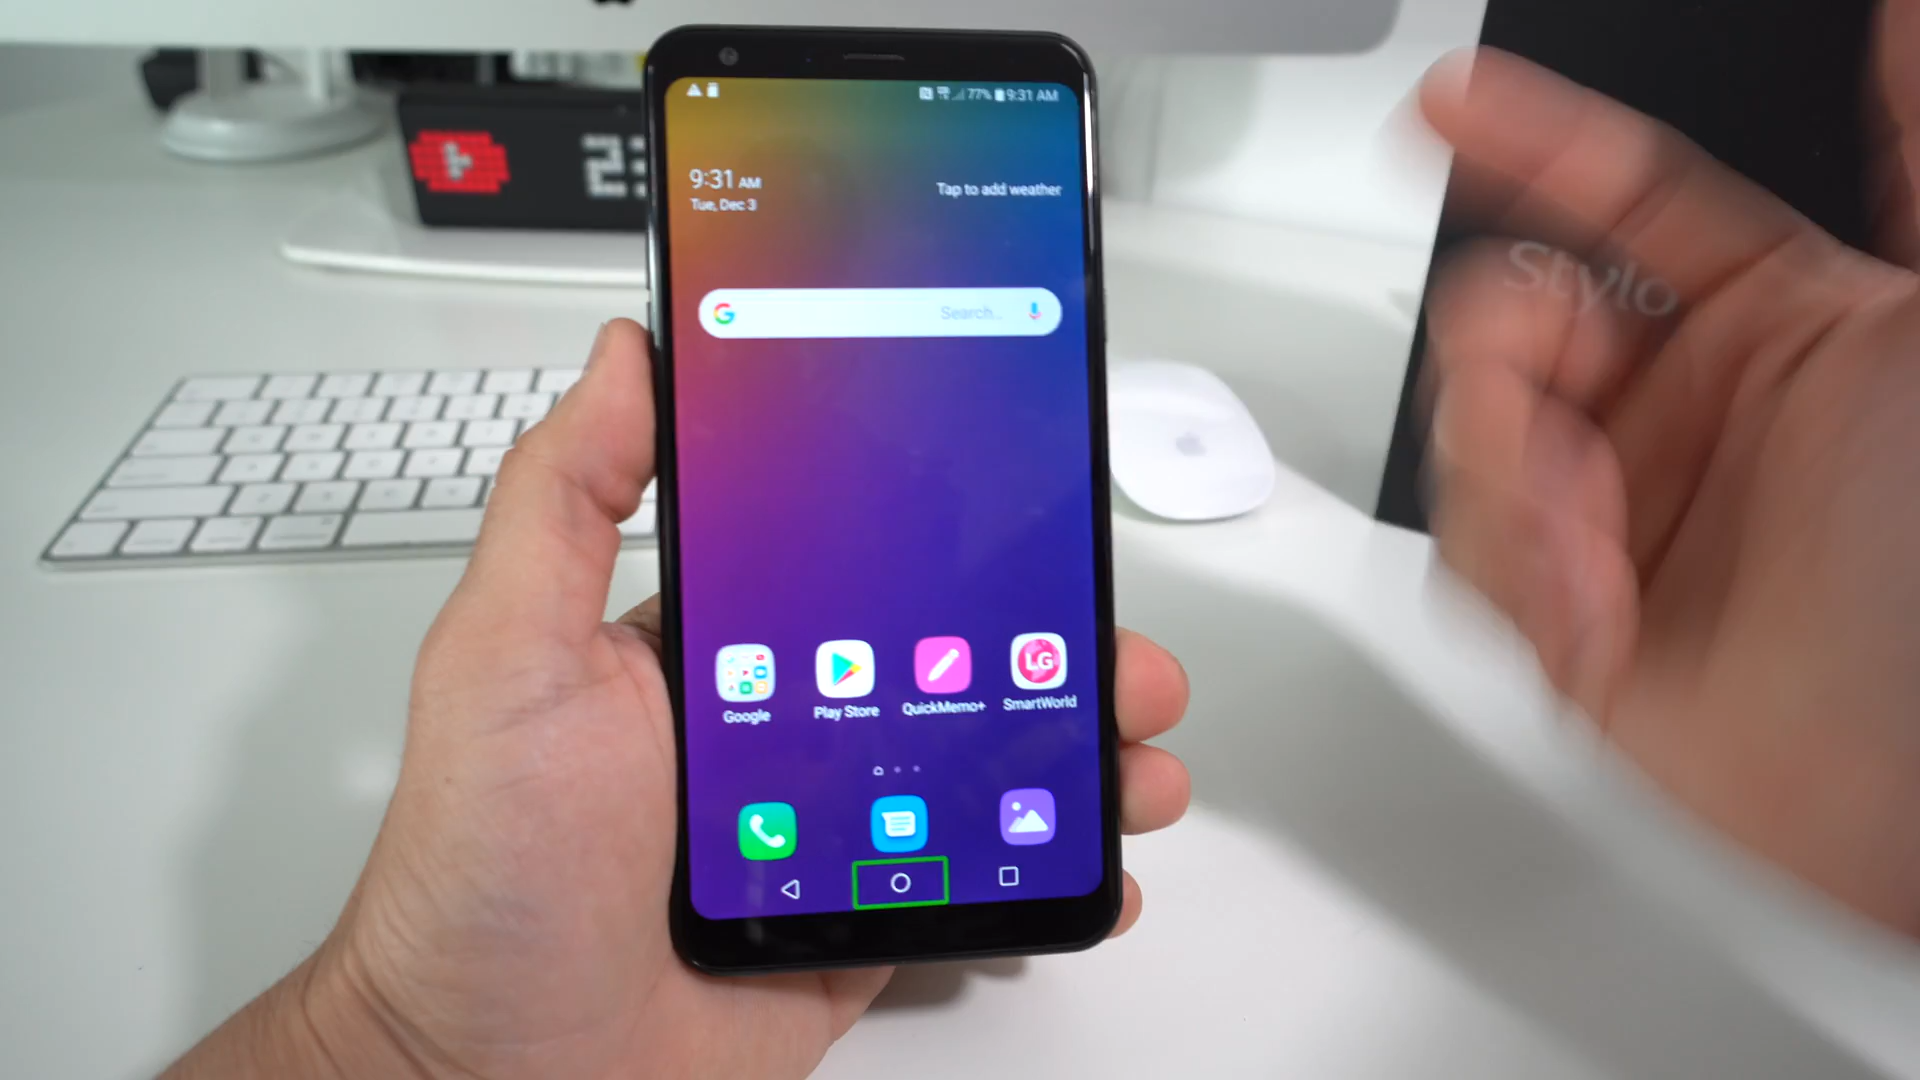 77% 9:31 AM
9:31 AM
Tue, Dec 3
Tap to add weather
Search...
Google
Play Store
QuickMemo+
LG
SmartWorld
Stylo